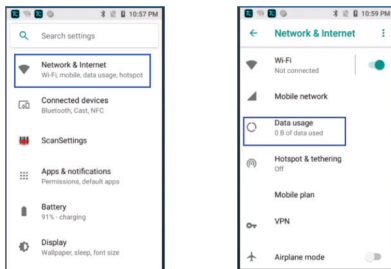 10:57 PM
Search settings
Network & Internet
Wi-Fi, mobile, data usage, hotspot
Connected devices
Bluetooth, Cast, NFC
ScanSettings
Apps & notifications
Permissions, default apps
Battery
91% - charging
Display
Wallpaper, sleep, font size
10:59 PM
Network & Internet
Wi-Fi
Not connected
Mobile network
Data usage
0 B of data used
Hotspot & tethering
Off
Mobile plan
VPN
Airplane mode